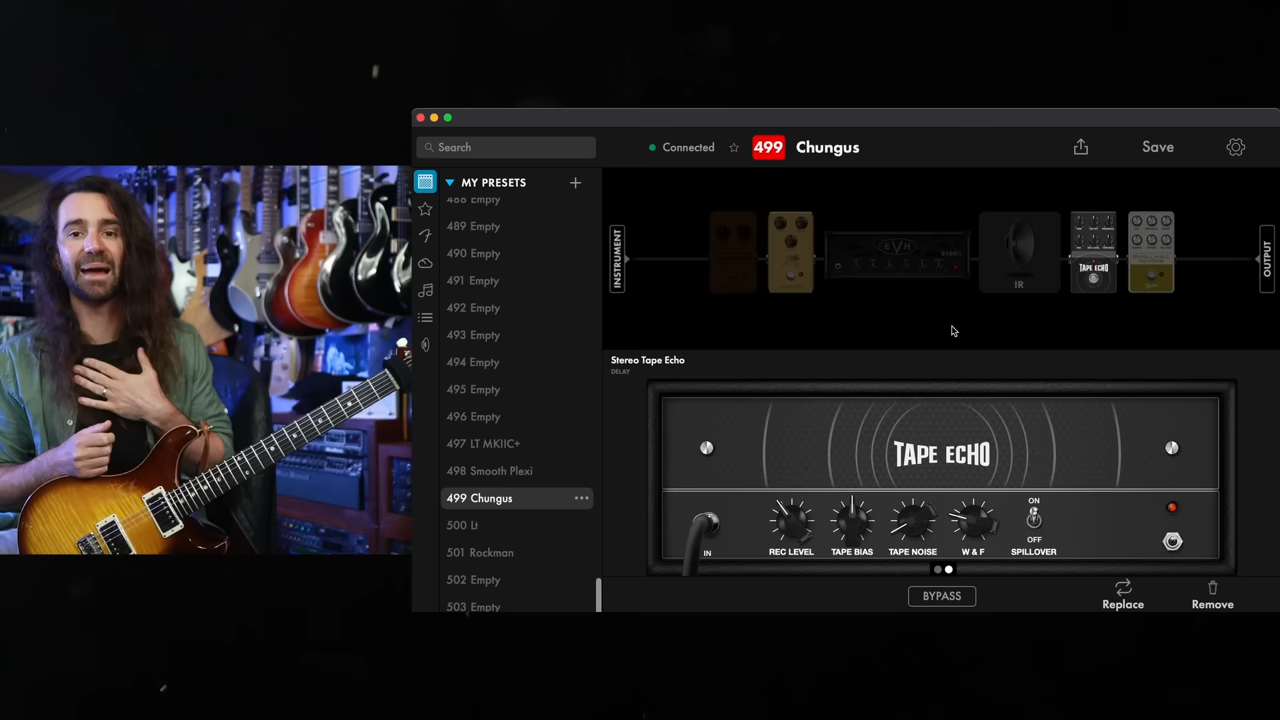 Search
Connected
499
Chungus
Save
MY PRESETS
488 Empty
489 Empty
490 Empty
491 Empty
492 Empty
493 Empty
494 Empty
495 Empty
496 Empty
497 LT MKIIC+
498 Smooth Plexi
499 Chungus
500 Lt
501 Rockman
502 Empty
503 Empty
INSTRUMENT
EVH
IR
TAPE ECHO
OUTPUT
Stereo Tape Echo
DELAY
TAPE ECHO
ON
OFF
IN
REC LEVEL
TAPE BIAS
TAPE NOISE
W & F
SPILLOVER
BYPASS
Replace
Remove